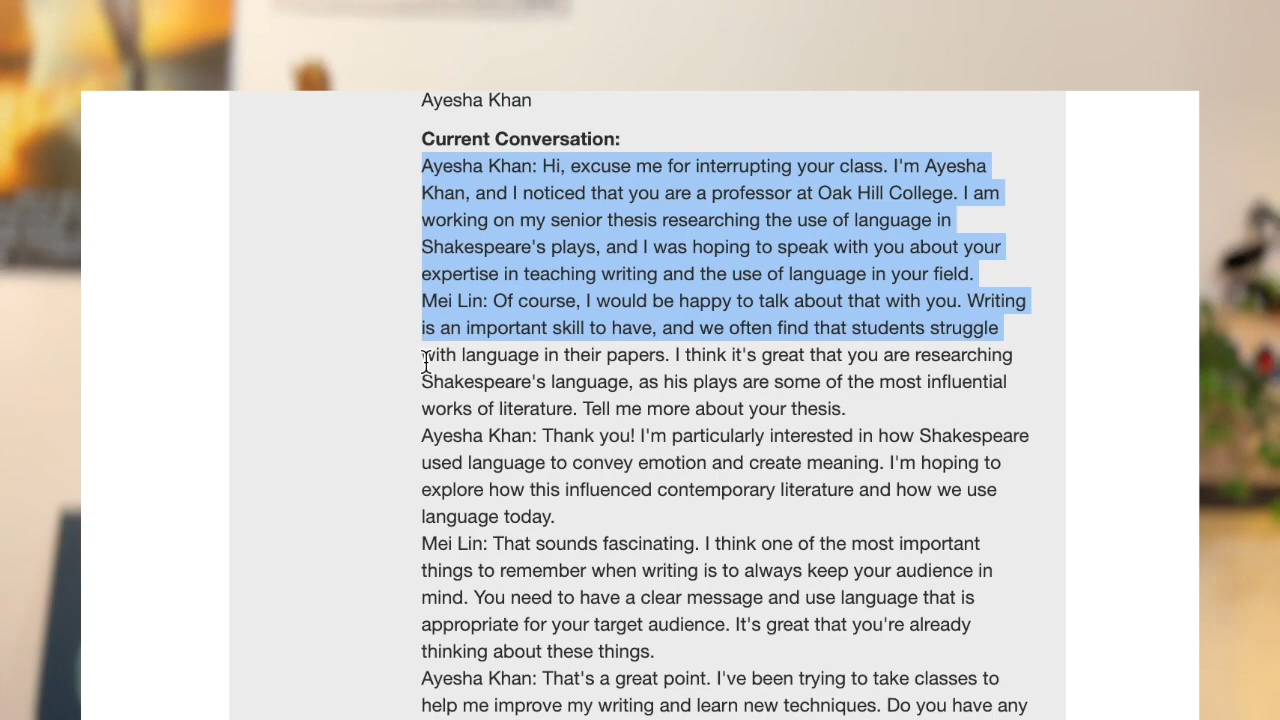 Ayesha Khan
Current Conversation:
Ayesha Khan: Hi, excuse me for interrupting your class. I'm Ayesha
Khan, and I noticed that you are a professor at Oak Hill College. I am
working on my senior thesis researching the use of language in
Shakespeare's plays, and I was hoping to speak with you about your
expertise in teaching writing and the use of language in your field.
Mei Lin: Of course, I would be happy to talk about that with you. Writing
is an important skill to have, and we often find that students struggle
with language in their papers. I think it's great that you are researching
Shakespeare's language, as his plays are some of the most influential
works of literature. Tell me more about your thesis.
Ayesha Khan: Thank you! I'm particularly interested in how Shakespeare
used language to convey emotion and create meaning. I'm hoping to
explore how this influenced contemporary literature and how we use
language today.
Mei Lin: That sounds fascinating. I think one of the most important
things to remember when writing is to always keep your audience in
mind. You need to have a clear message and use language that is
appropriate for your target audience. It's great that you're already
thinking about these things.
Ayesha Khan: That's a great point. I've been trying to take classes to
help me improve my writing and learn new techniques. Do you have any